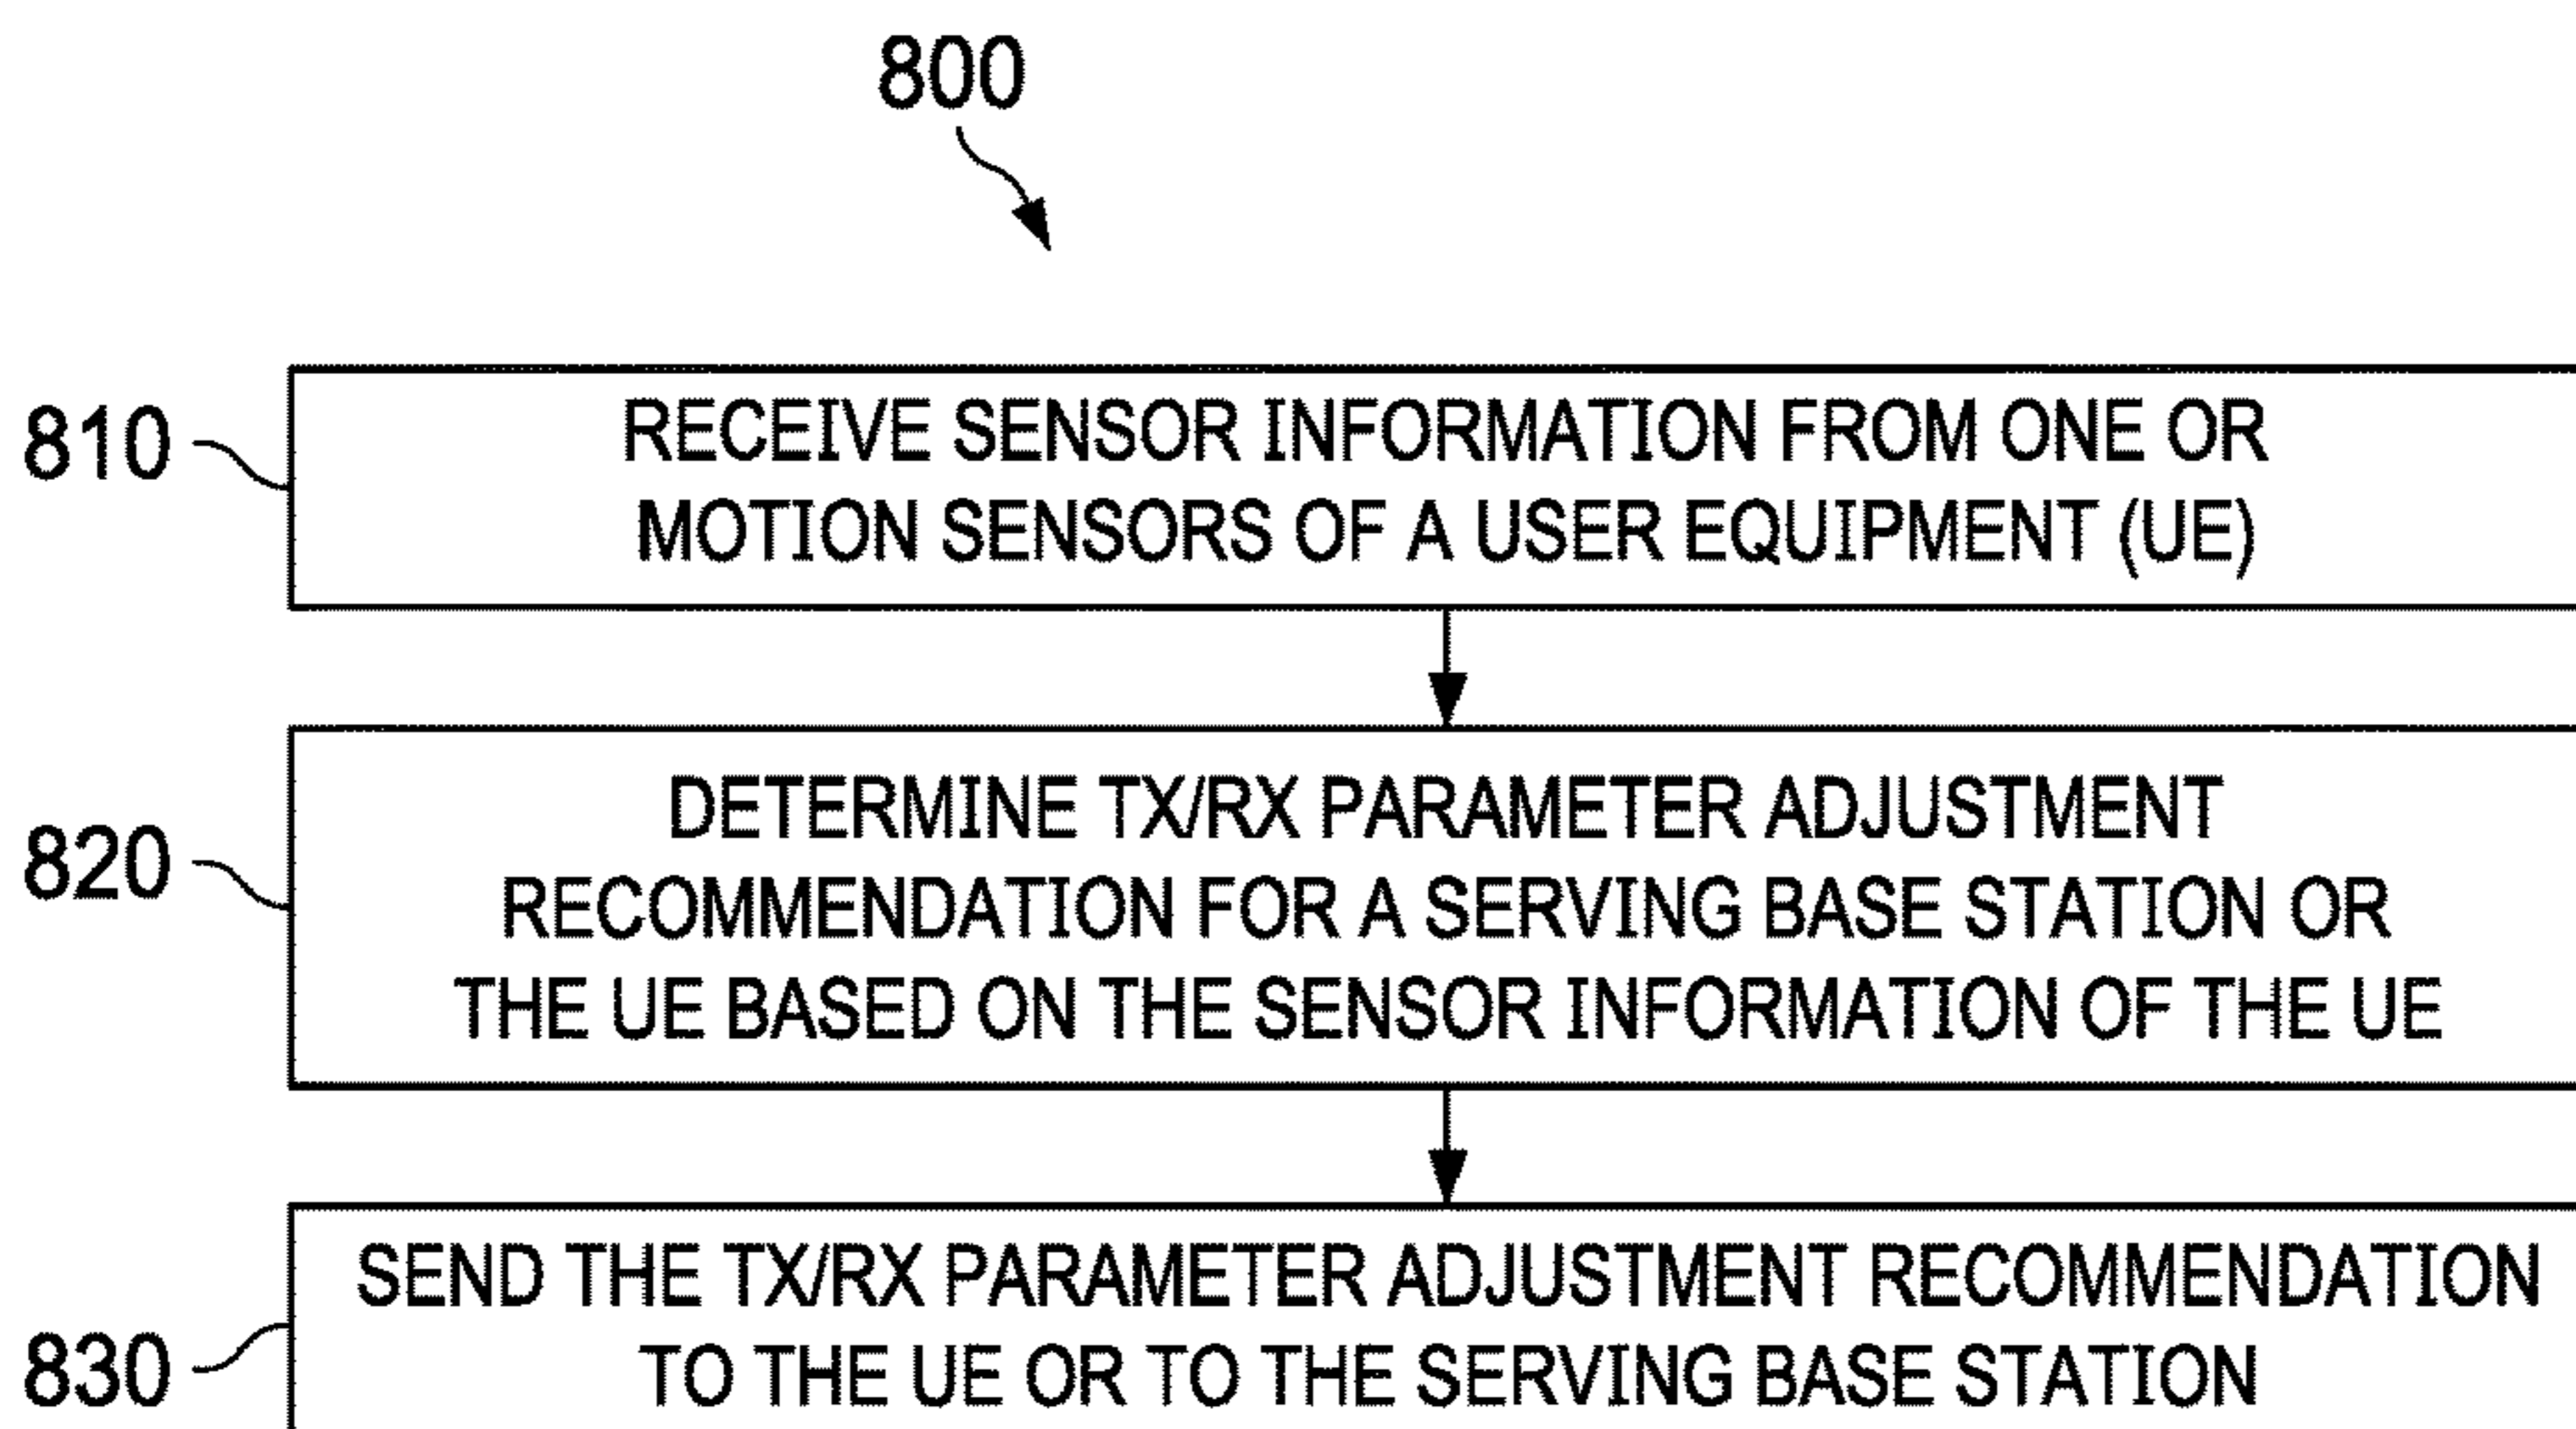 800
810
RECEIVE SENSOR INFORMATION FROM ONE OR
MOTION SENSORS OF A USER EQUIPMENT (UE)
820
DETERMINE TX/RX PARAMETER ADJUSTMENT
RECOMMENDATION FOR A SERVING BASE STATION OR
THE UE BASED ON THE SENSOR INFORMATION OF THE UE
830
SEND THE TX/RX PARAMETER ADJUSTMENT RECOMMENDATION
TO THE UE OR TO THE SERVING BASE STATION